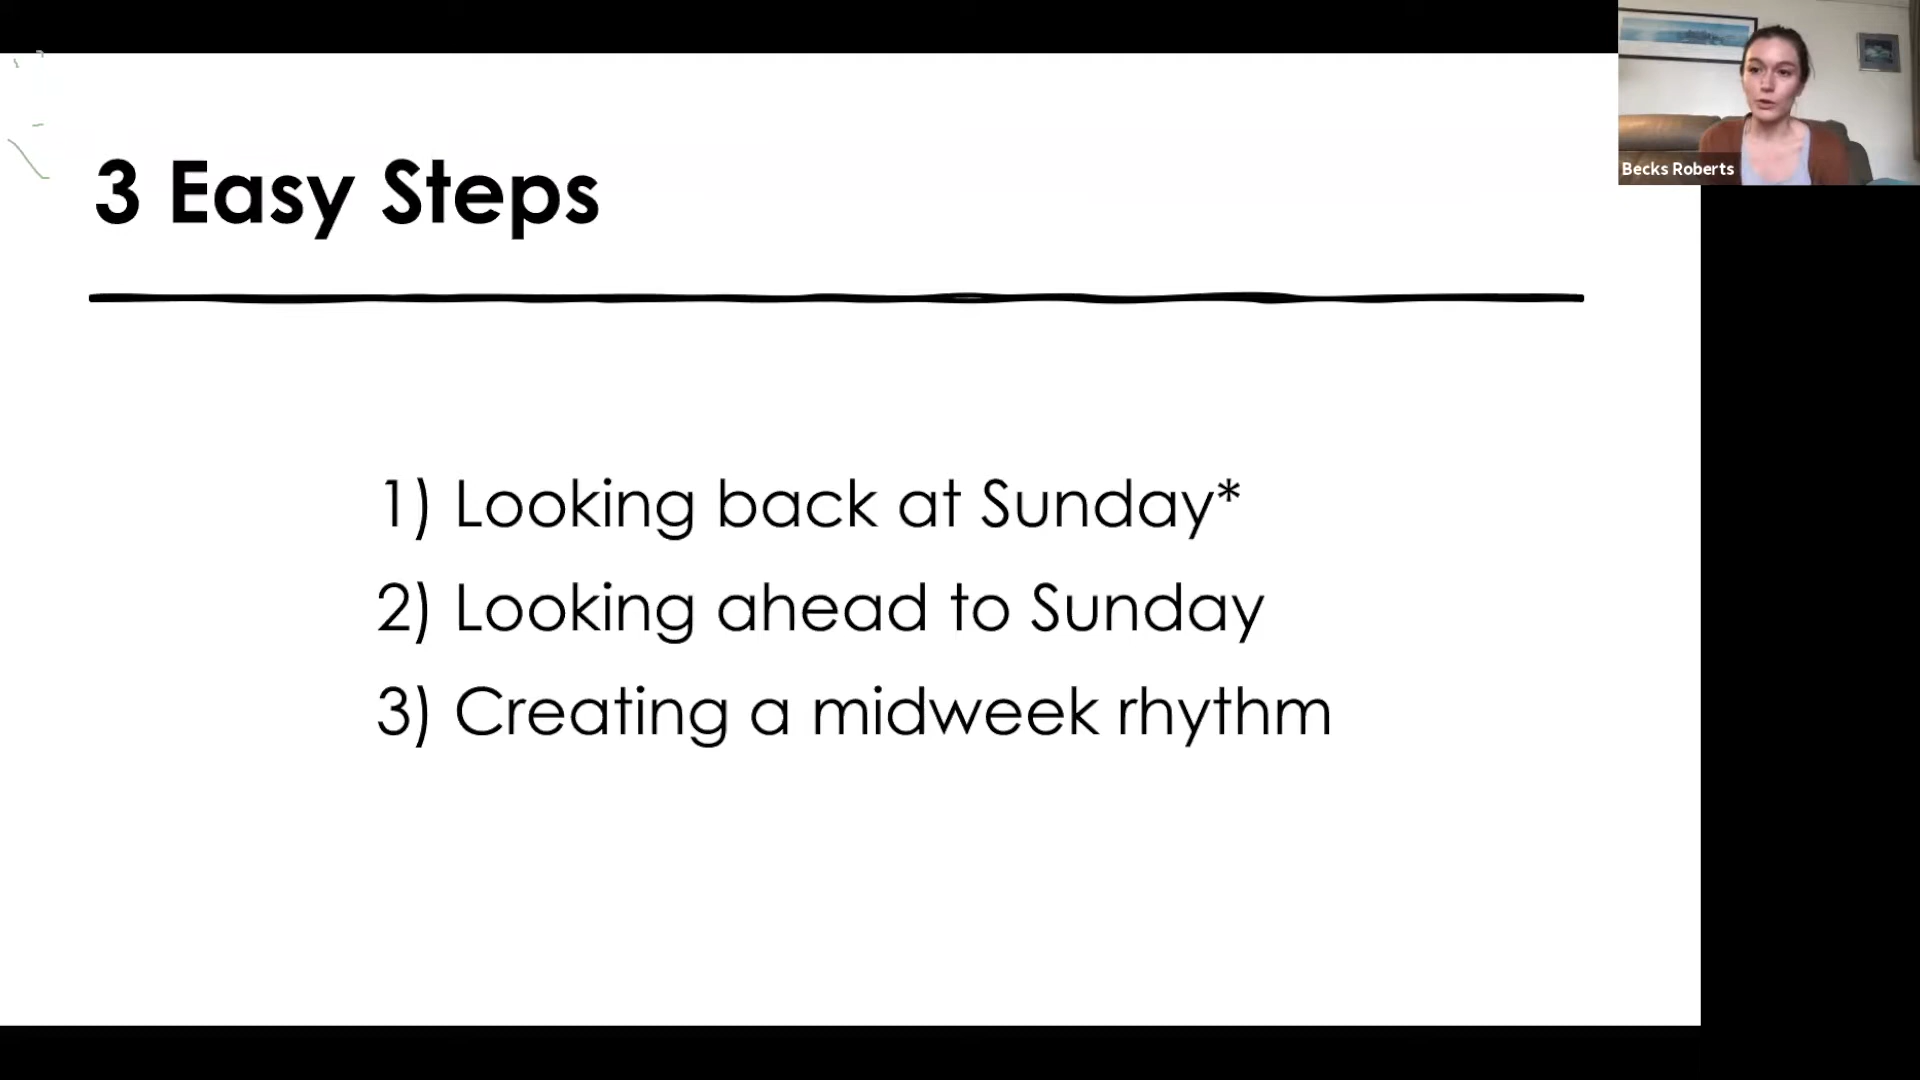 3 Easy Steps
1) Looking back at Sunday*
2) Looking ahead to Sunday
3) Creating a midweek rhythm
Becks Roberts